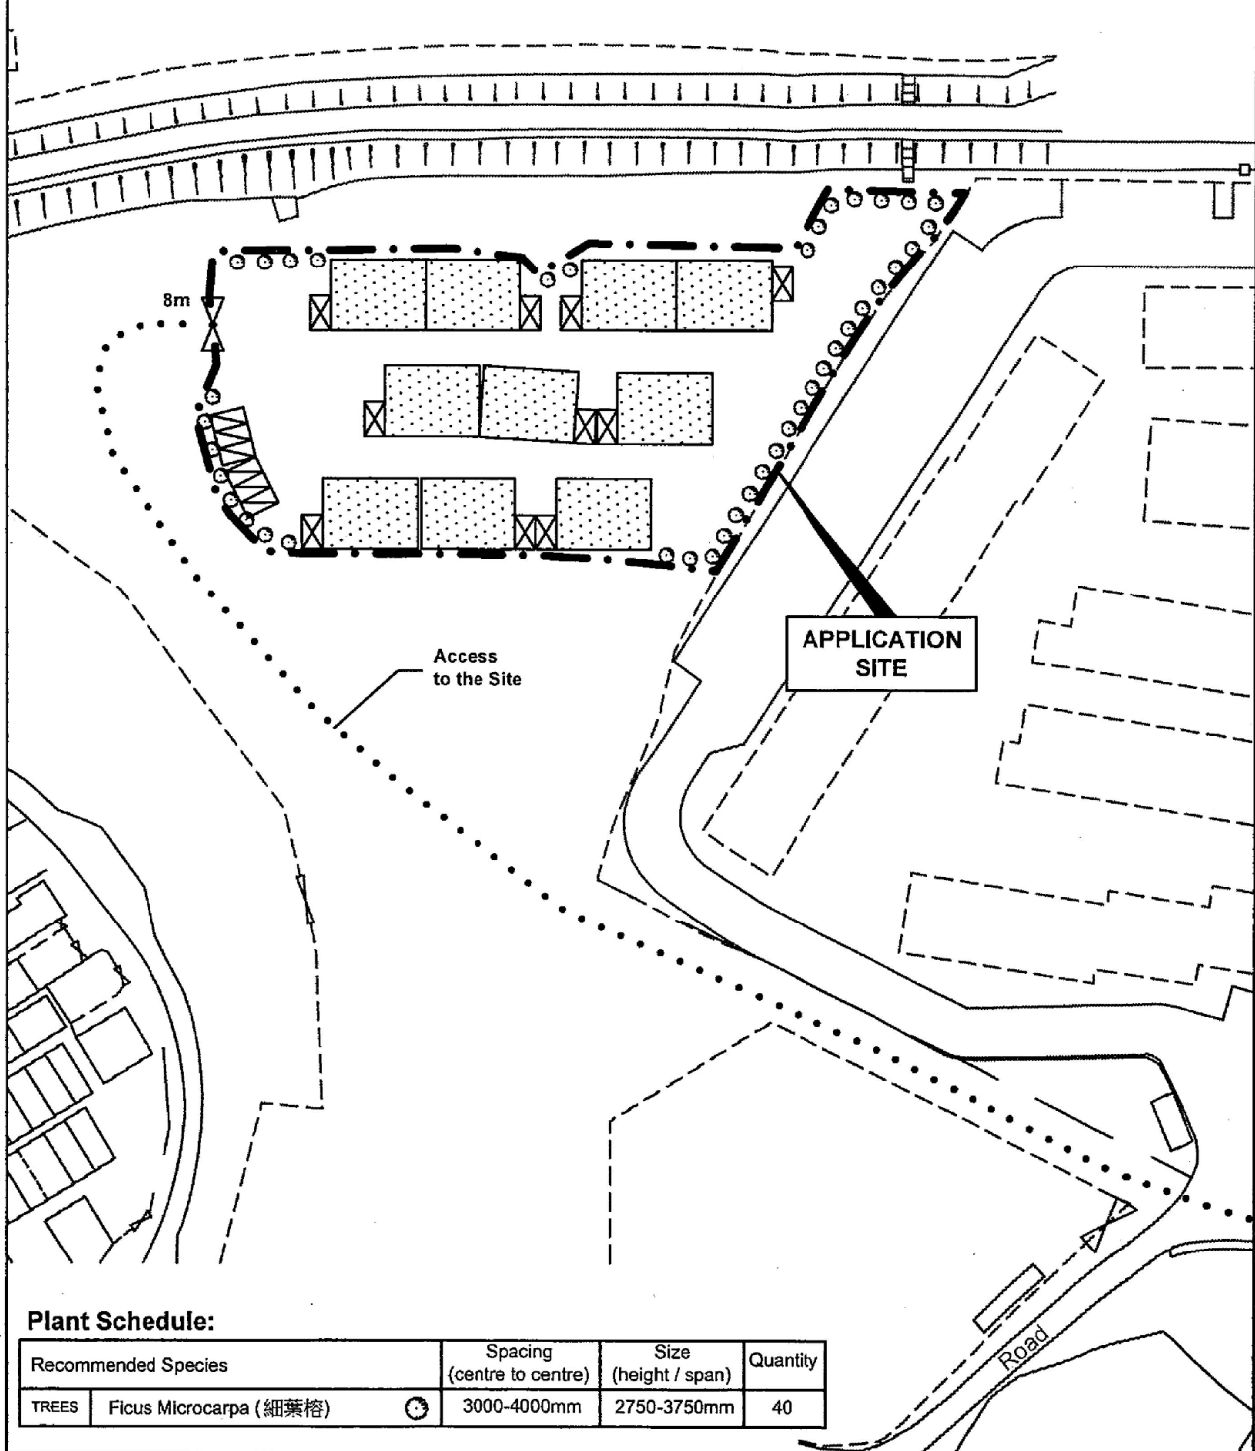 8m
Access
to the Site
APPLICATION
SITE
Road
Plant Schedule:
Recommended Species
Spacing
(centre to centre)
Size
(height / span)
Quantity
TREES
Ficus Microcarpa (細葉榕)
3000-4000mm
2750-3750mm
40